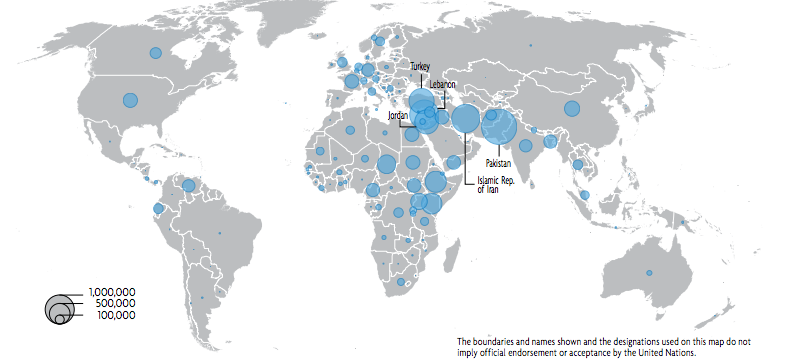 Turkey
Lebanon
Jordan
Pakistan
Islamic Rep.
of Iran
1,000,000
500,000
100,000
The boundaries and names shown and the designations used on this map do not
imply official endorsement or acceptance by the United Nations.